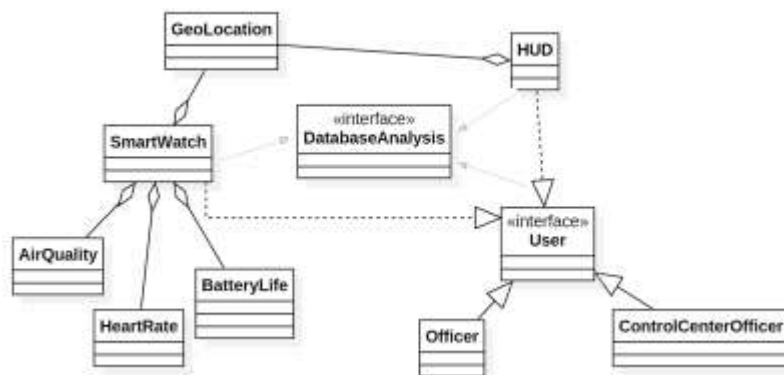 GeoLocation
HUD
«interface»
DatabaseAnalysis
SmartWatch
«interface»
User
AirQuality
BatteryLife
HeartRate
Officer
ControlCenterOfficer